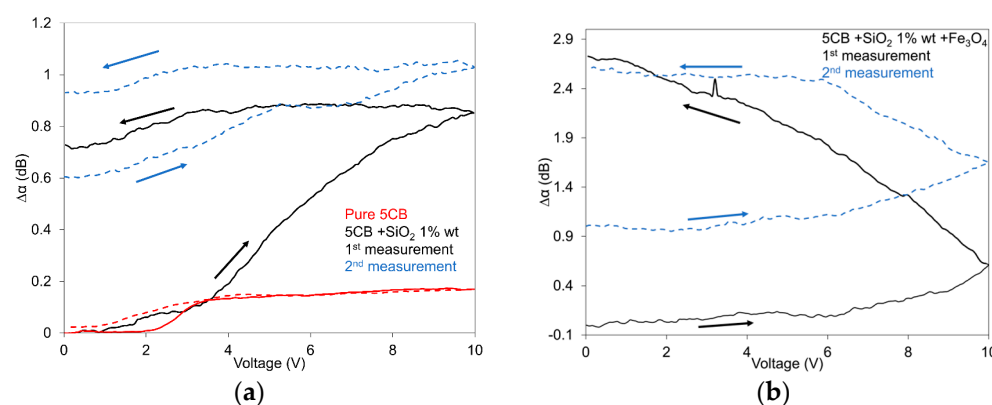 1.2
1
0.8
0.6
0.4
0.2
0
0 2 4 6 8 10
Δα (dB)
Voltage (V)
Pure 5CB
5CB +SiO₂ 1% wt
1ˢᵗ measurement
2ⁿᵈ measurement
(a)
2.9
2.4
1.9
1.4
0.9
0.4
-0.1
0 2 4 6 8 10
Δα (dB)
Voltage (V)
5CB +SiO₂ 1% wt +Fe₃O₄
1ˢᵗ measurement
2ⁿᵈ measurement
(b)